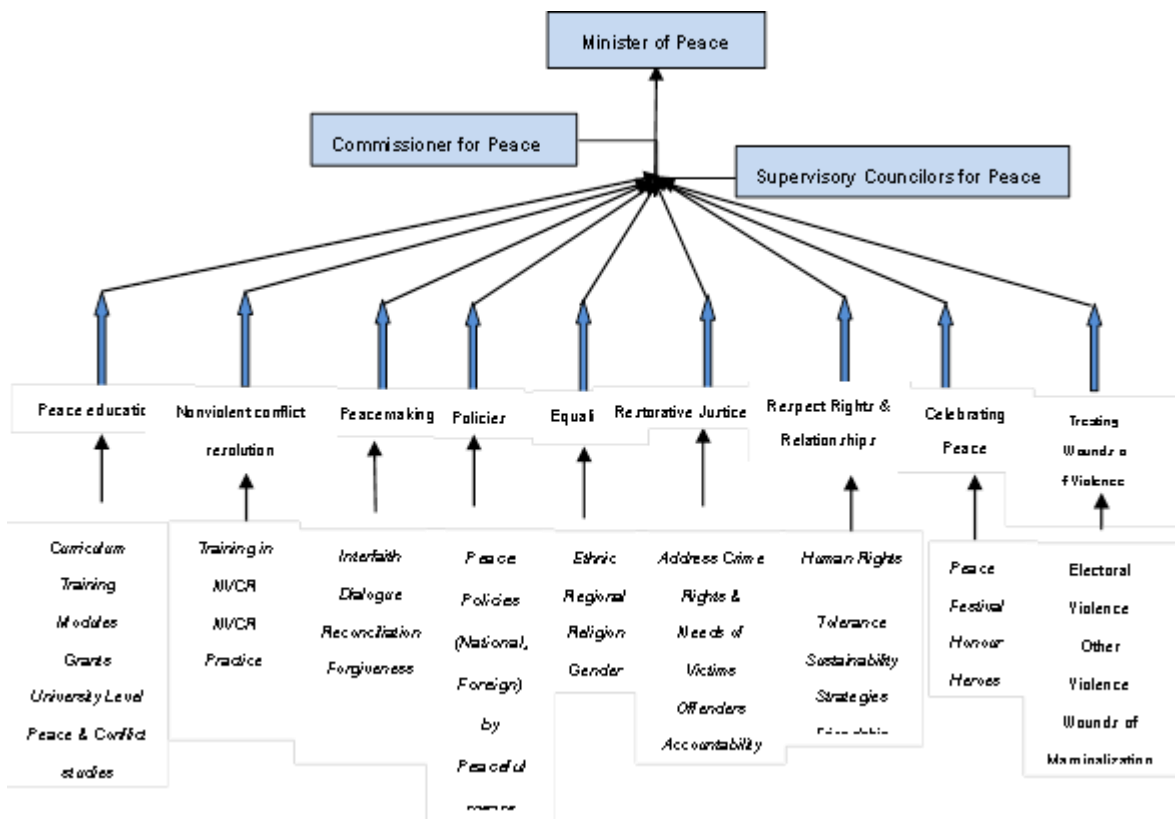 Minister of Peace
Commissioner for Peace
Supervisory Councilors for Peace
Peace educatic
Nonviolent conflict
resolution
Peacemaking
Policies
Equali
Restorative Justice
Respect Rights &
Relationships
Celebrating
Peace
Treating
Wounds o
f Violence
Curriculum
Training
Modules
Grants
University Level
Peace & Conflict
studies
Training in
NVCR
NVCR
Practice
Interfaith
Dialogue
Reconciliation
Forgiveness
Peace
Policies
(National,
Foreign)
by
Peaceful
Ethnic
Regional
Religion
Gender
Address Crime
Rights &
Needs of
Victims
Offenders
Accountability
Human Rights
Tolerance
Sustainability
Strategies
Friendship
Peace
Festival
Honour
Heroes
Electoral
Violence
Other
Violence
Wounds of
Marginalization